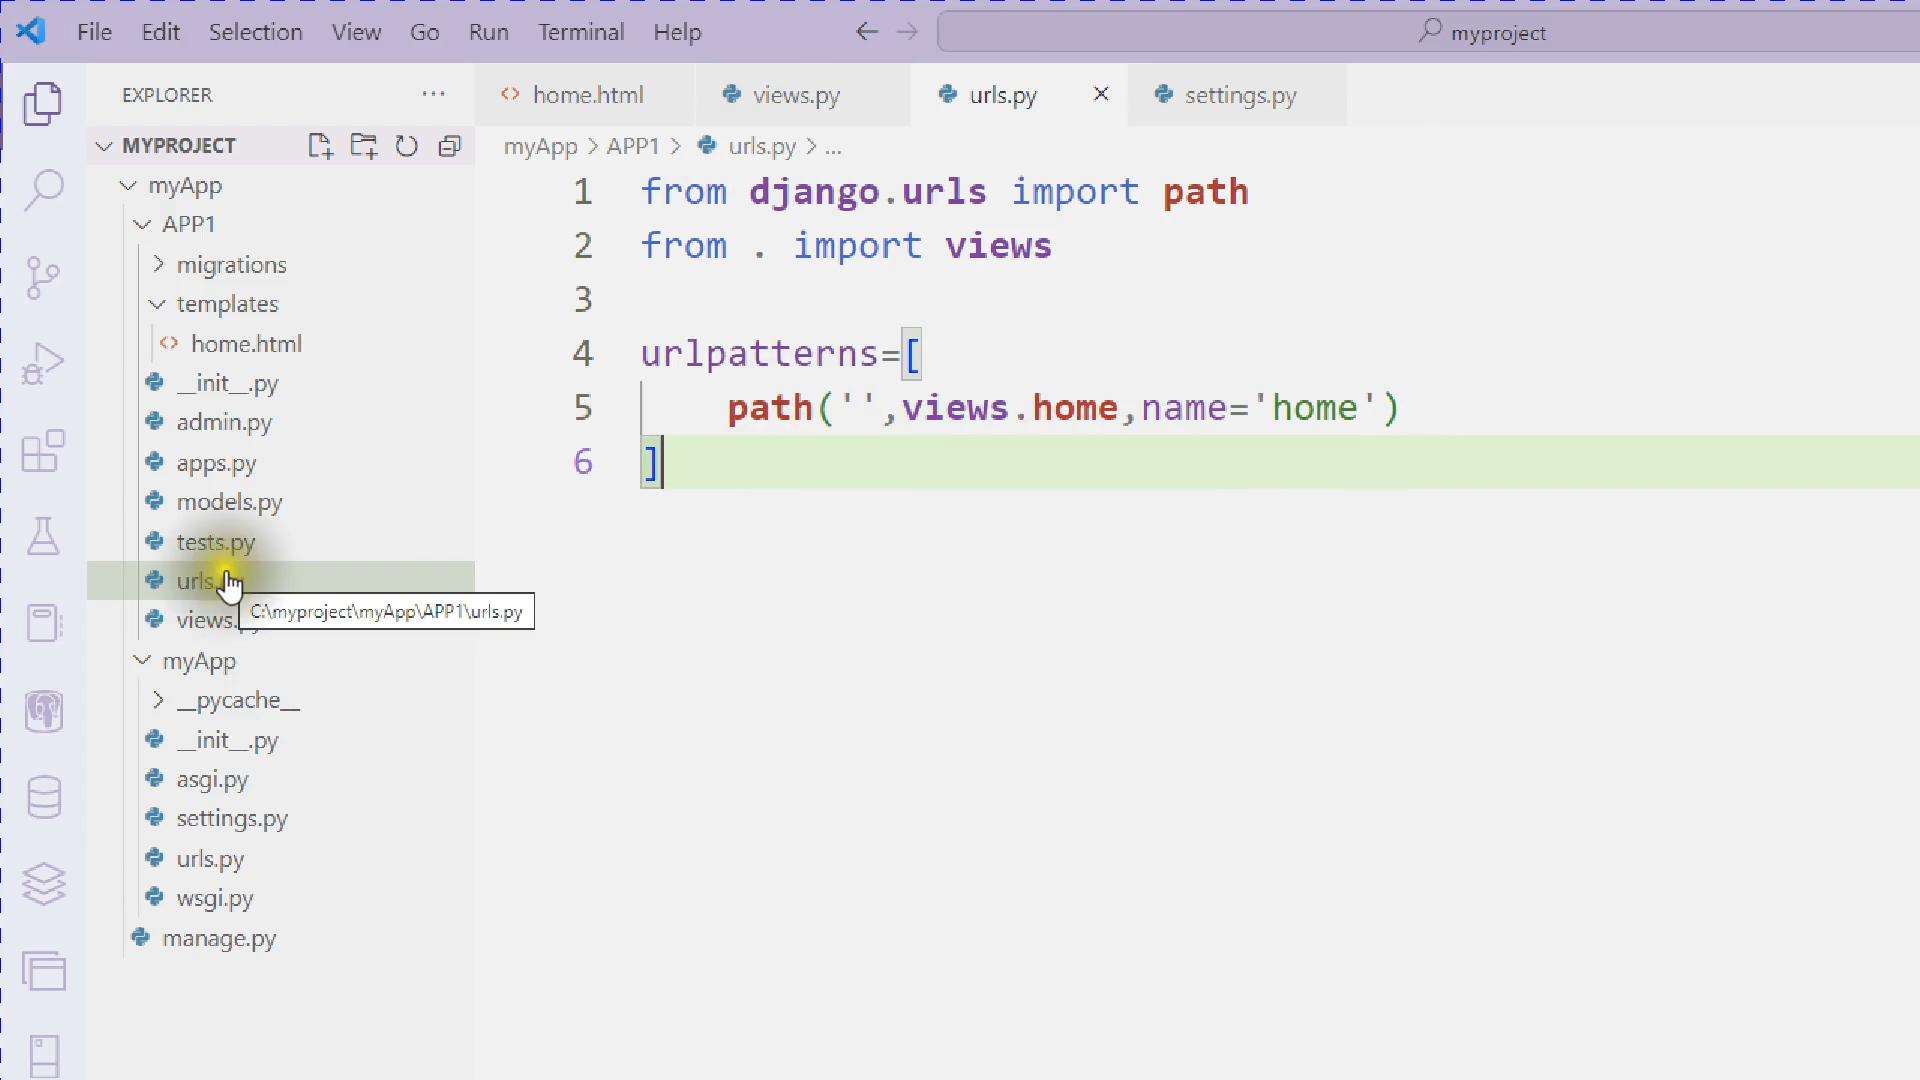 File Edit Selection View Go Run Terminal Help
myproject
EXPLORER
home.html
views.py
urls.py
settings.py
MYPROJECT
myApp > APP1 > urls.py > ...
myApp
APP1
migrations
templates
home.html
__init__.py
admin.py
apps.py
models.py
tests.py
C:\myproject\myApp\APP1\urls.py
myApp
__pycache__
__init__.py
asgi.py
settings.py
urls.py
wsgi.py
manage.py
1 from django.urls import path
2 from . import views
3
4 urlpatterns=[
5 path('',views.home,name='home')
6 ]